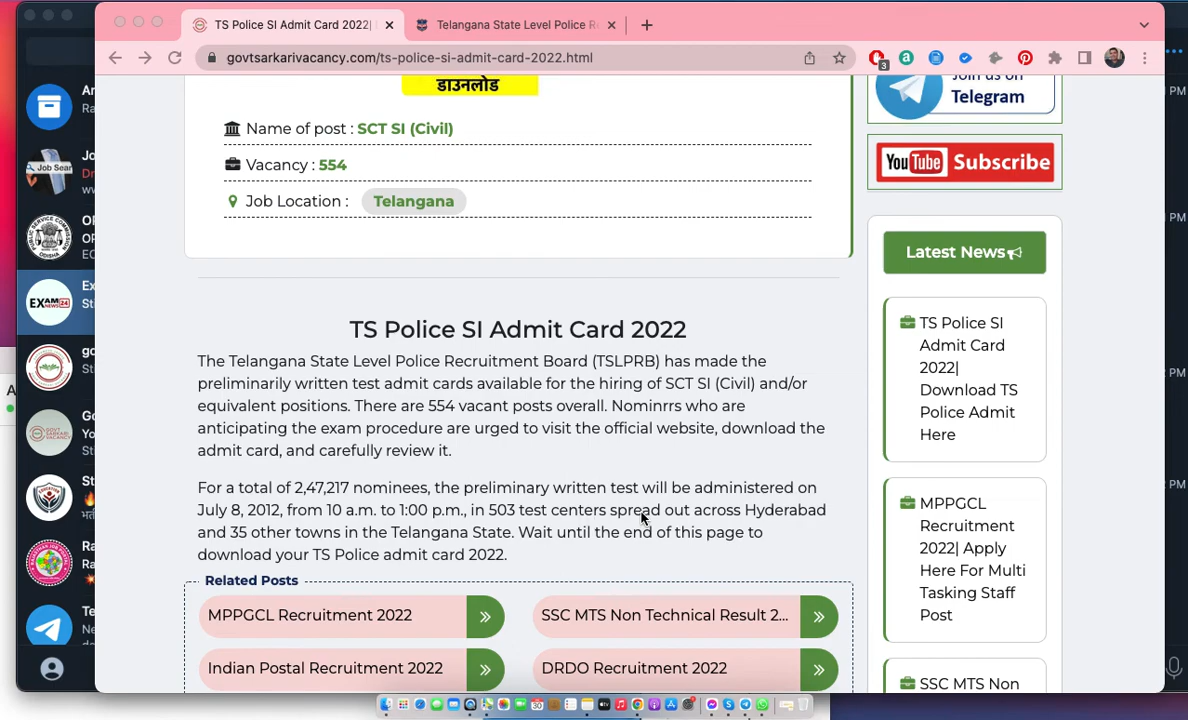 TS Police SI Admit Card 2022|
Telangana State Level Police R
govtsarkarivacancy.com/ts-police-si-admit-card-2022.html
3
डाउनलोड
Name of post : SCT SI (Civil)
Vacancy : 554
Job Location : Telangana
TS Police SI Admit Card 2022
The Telangana State Level Police Recruitment Board (TSLPRB) has made the
preliminarily written test admit cards available for the hiring of SCT SI (Civil) and/or
equivalent positions. There are 554 vacant posts overall. Nominrrs who are
anticipating the exam procedure are urged to visit the official website, download the
admit card, and carefully review it.
For a total of 2,47,217 nominees, the preliminary written test will be administered on
July 8, 2012, from 10 a.m. to 1:00 p.m., in 503 test centers spread out across Hyderabad
and 35 other towns in the Telangana State. Wait until the end of this page to
download your TS Police admit card 2022.
Related Posts
MPPGCL Recruitment 2022
SSC MTS Non Technical Result 2...
Indian Postal Recruitment 2022
DRDO Recruitment 2022
Join us on
Telegram
YouTube Subscribe
Latest News
TS Police SI
Admit Card
2022|
Download TS
Police Admit
Here
MPPGCL
Recruitment
2022| Apply
Here For Multi
Tasking Staff
Post
SSC MTS Non
Job Sear
EXAM NEWS 24